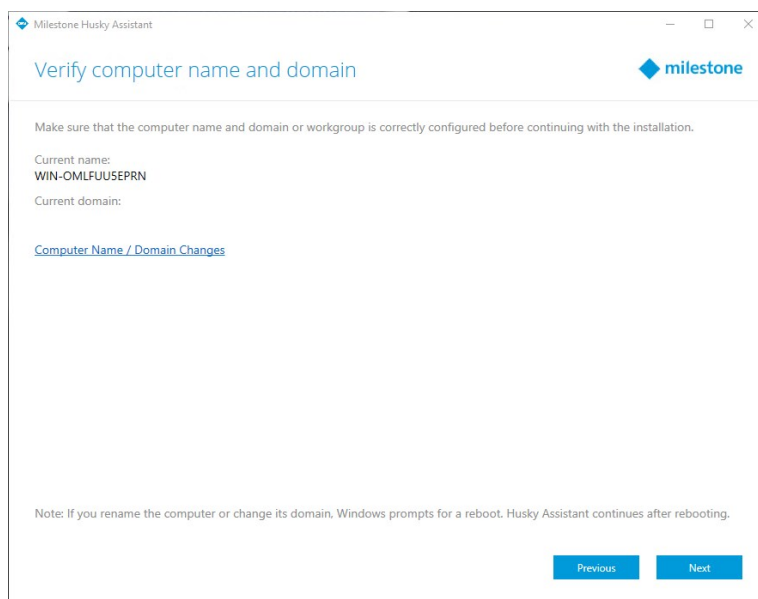 Milestone Husky Assistant
Verify computer name and domain
milestone
Make sure that the computer name and domain or workgroup is correctly configured before continuing with the installation.
Current name:
WIN-OMLFUU5EPRN
Current domain:
Computer Name / Domain Changes
Note: If you rename the computer or change its domain, Windows prompts for a reboot. Husky Assistant continues after rebooting.
Previous
Next